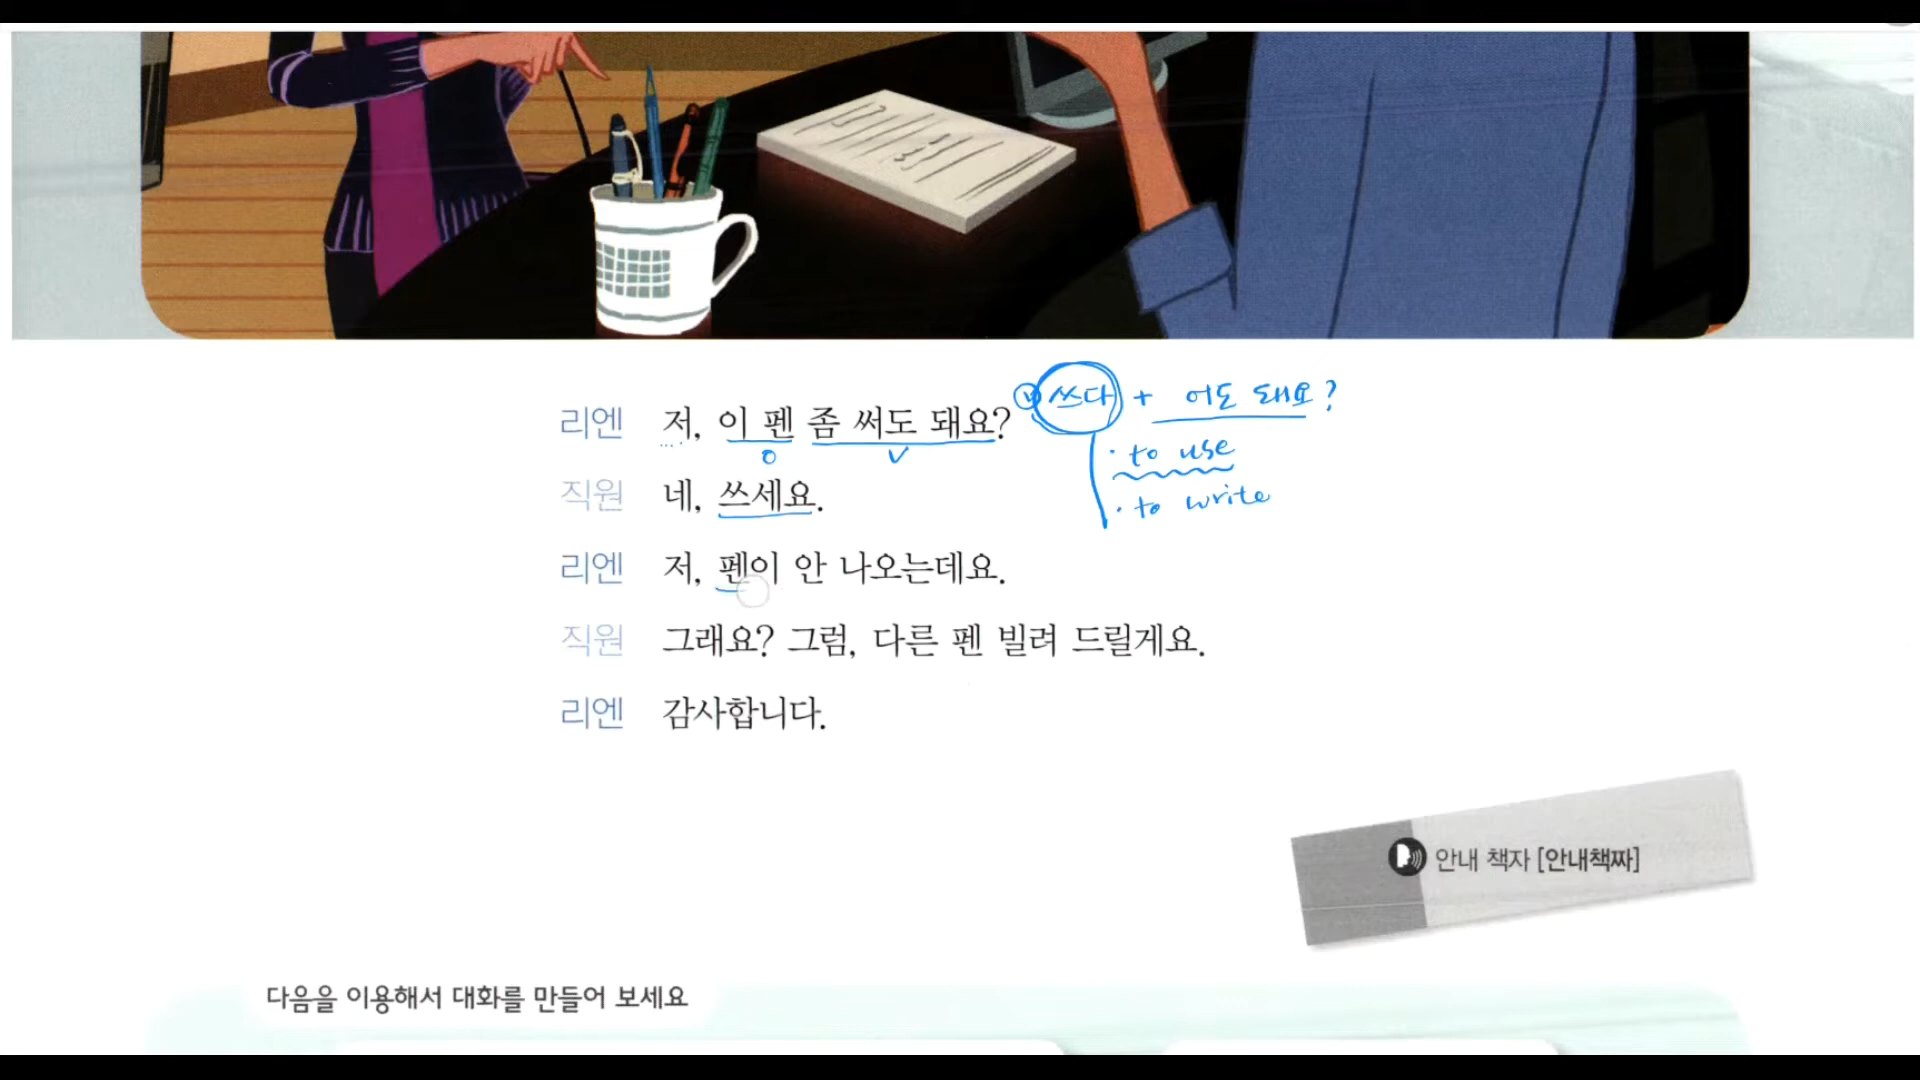 리엔 저, 이 펜 좀 써도 돼요? ⓥ 쓰다 + 어도 돼요?
· to use
직원 네, 쓰세요.
· to write
리엔 저, 펜이 안 나오는데요.
직원 그래요? 그럼, 다른 펜 빌려 드릴게요.
리엔 감사합니다.
안내 책자 [안내책짜]
다음을 이용해서 대화를 만들어 보세요